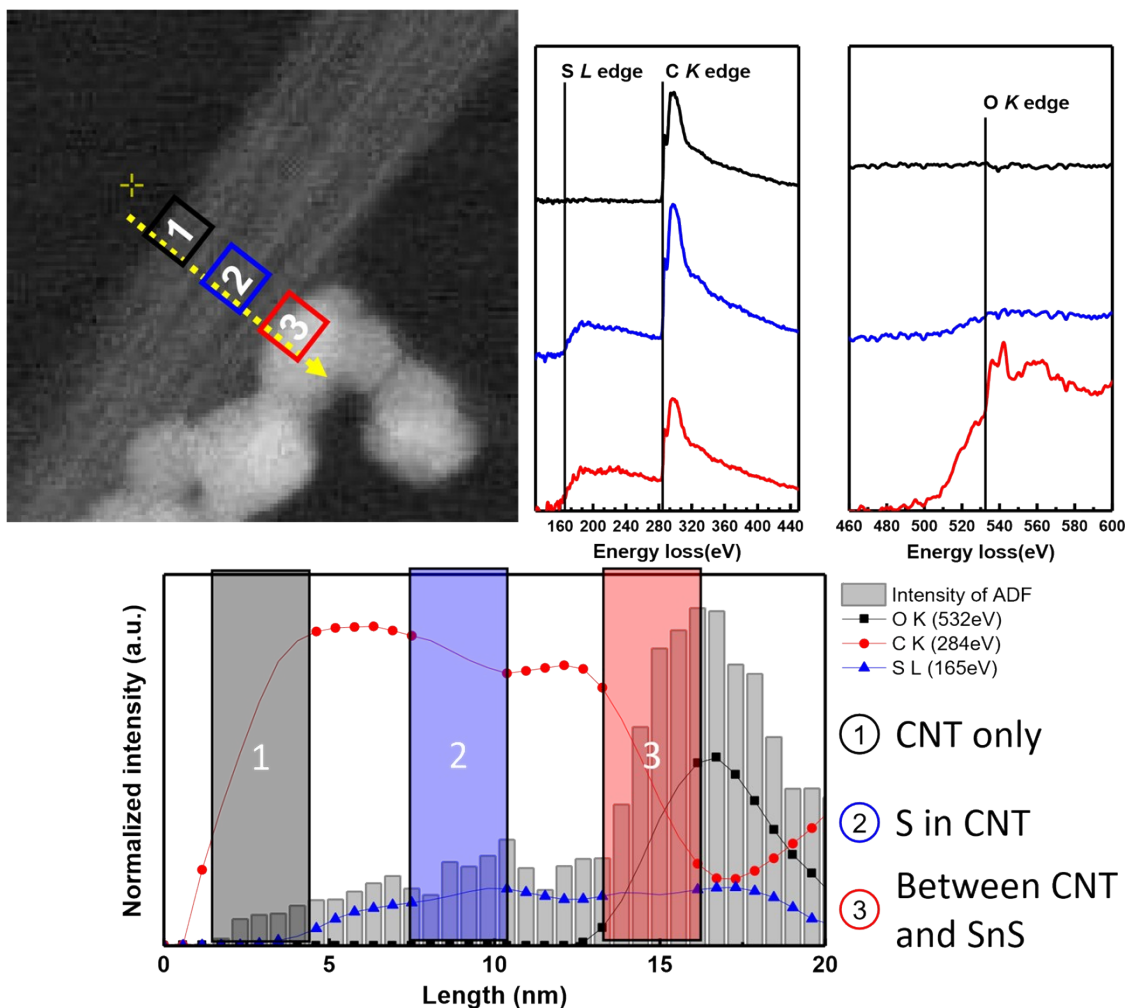 1
2
3
S L edge
C K edge
160 200 240 280 320 360 400 440
Energy loss(eV)
O K edge
460 480 500 520 540 560 580 600
Energy loss(eV)
Normalized intensity (a.u.)
1
2
3
0 5 10 15 20
Length (nm)
Intensity of ADF
O K (532eV)
C K (284eV)
S L (165eV)
1 CNT only
2 S in CNT
3 Between CNT
and SnS